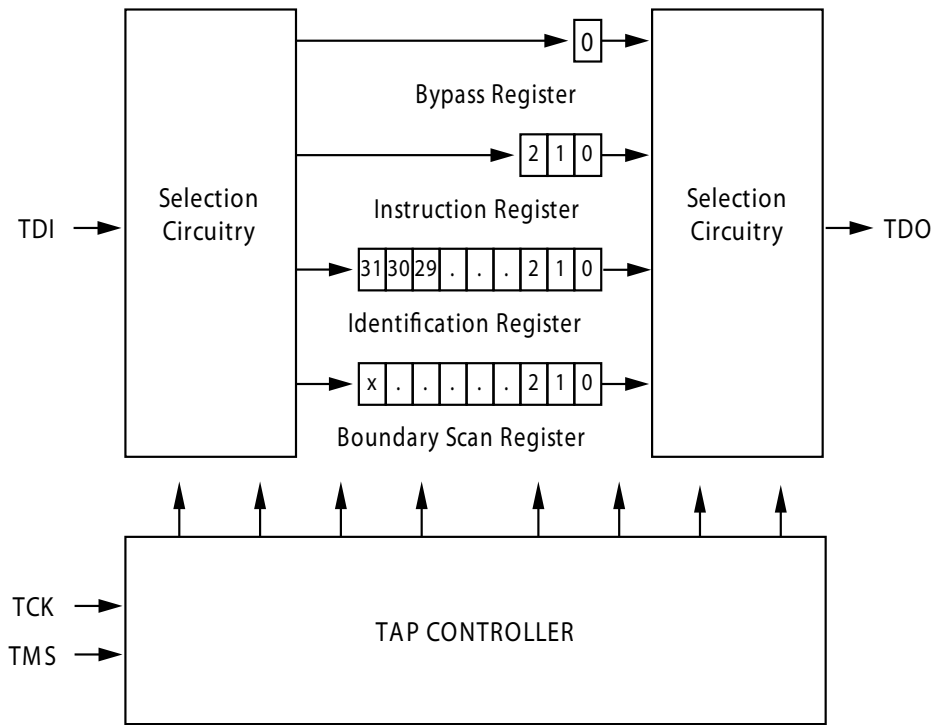 0
Bypass Register
2 1 0
Selection
Circuitry
Instruction Register
Selection
Circuitry
TDI
TDO
31 30 29 . . . 2 1 0
Identification Register
x . . . . . 2 1 0
Boundary Scan Register
TCK
TMS
TAP CONTROLLER